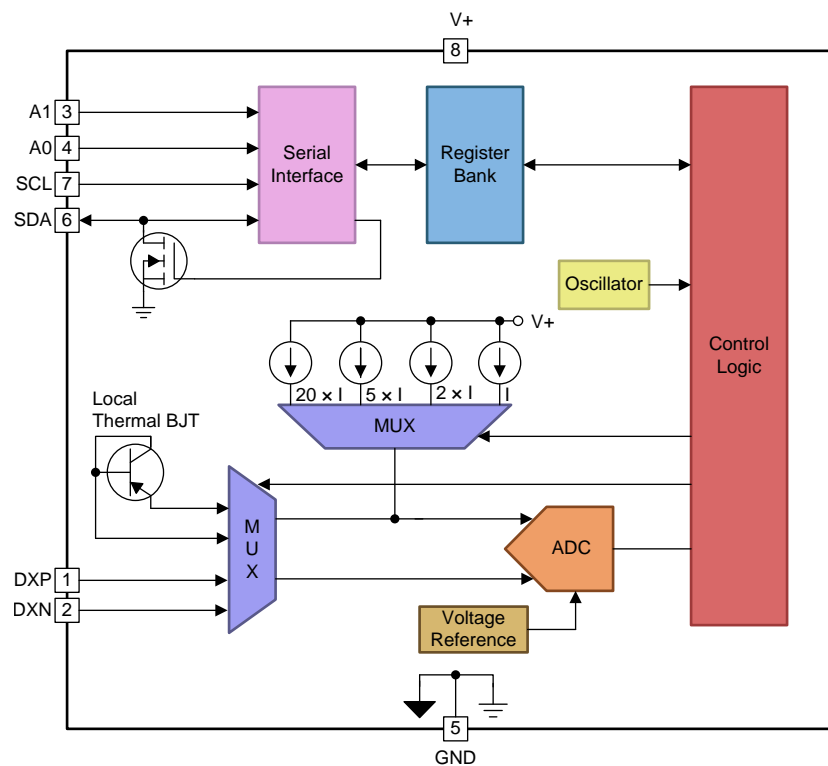 V+
8
A1 3
A0 4
SCL 7
SDA 6
Serial
Interface
Register
Bank
Oscillator
Control
Logic
V+
20 × I 5 × I 2 × I I
MUX
Local
Thermal BJT
M
U
X
ADC
DXP 1
DXN 2
Voltage
Reference
5
GND